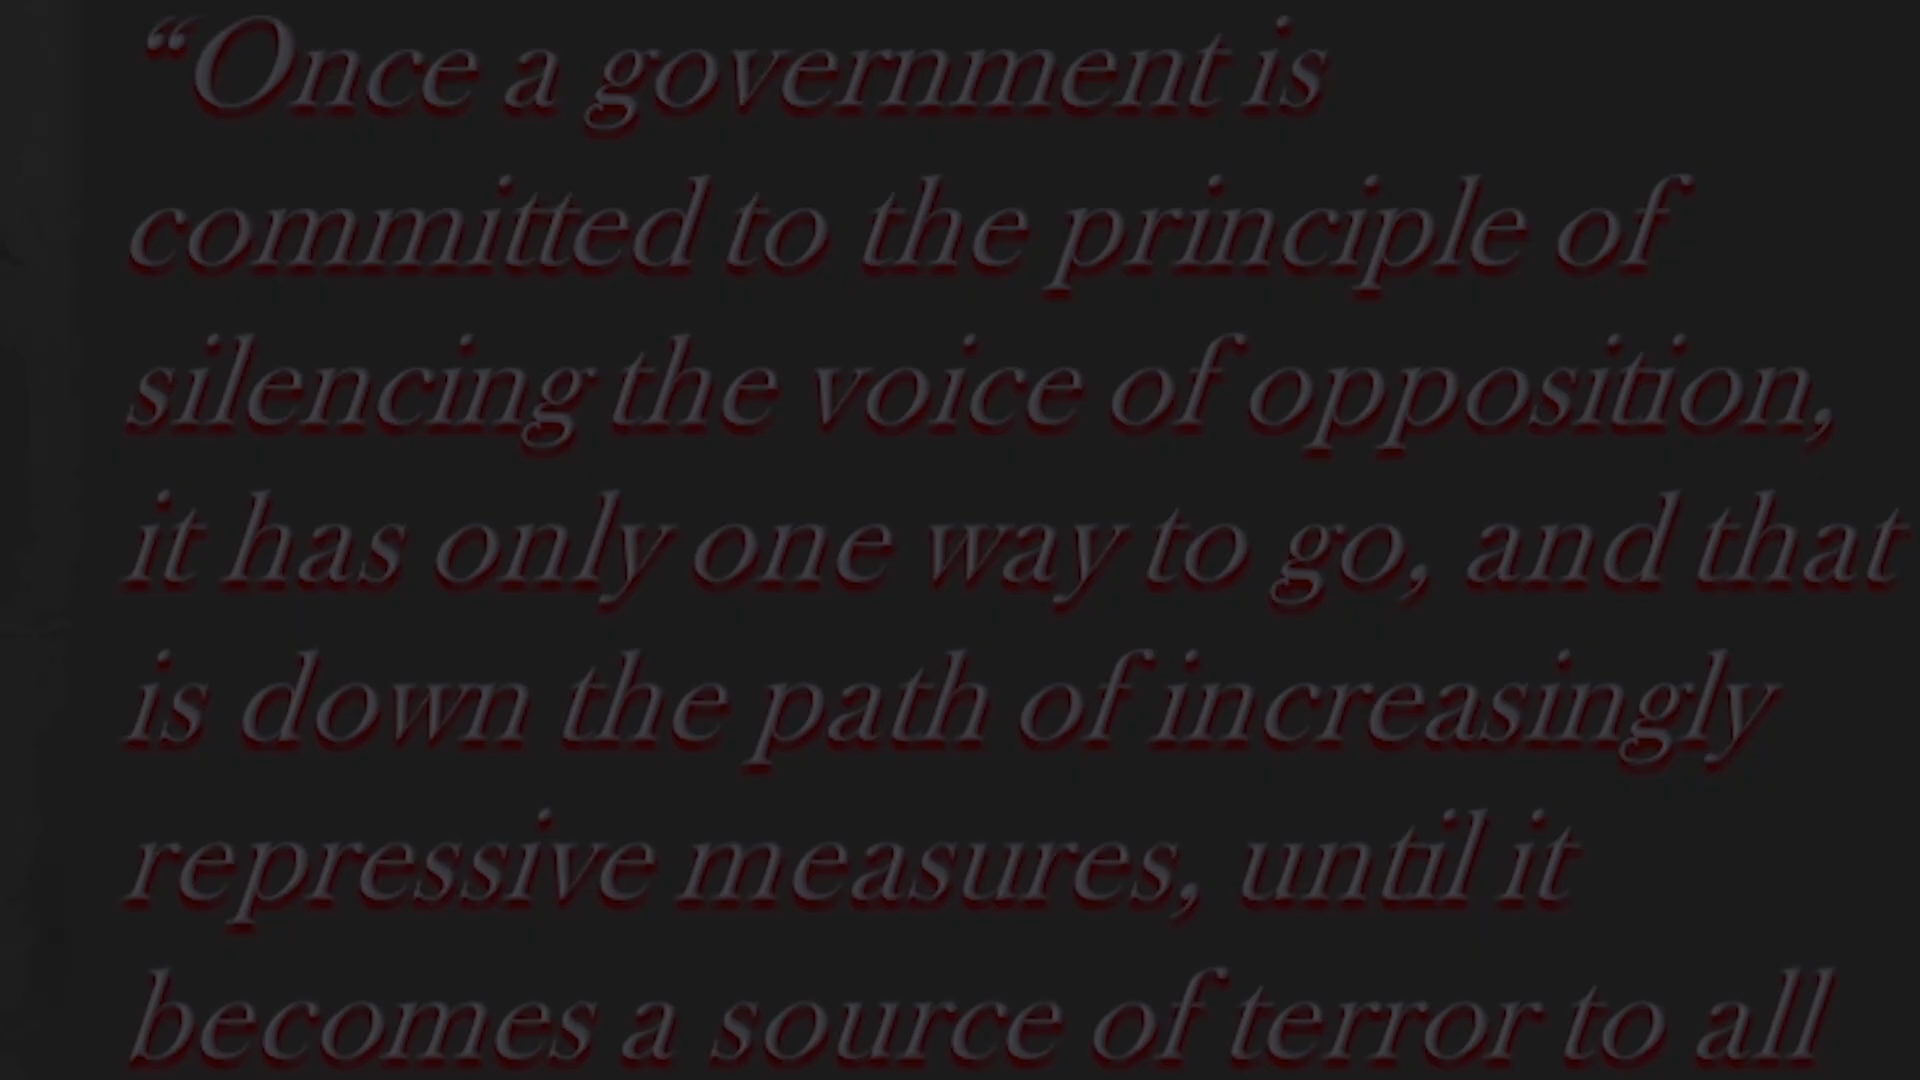 “Once a government is
committed to the principle of
silencing the voice of opposition,
it has only one way to go, and that
is down the path of increasingly
repressive measures, until it
becomes a source of terror to all